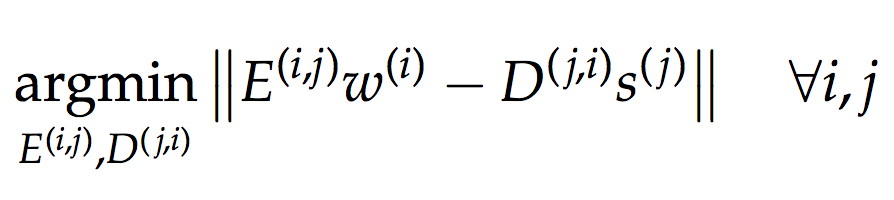 argmin ‖E^(i,j) w^(i) − D^(j,i) s^(j)‖ ∀i, j
E^(i,j),D^(j,i)